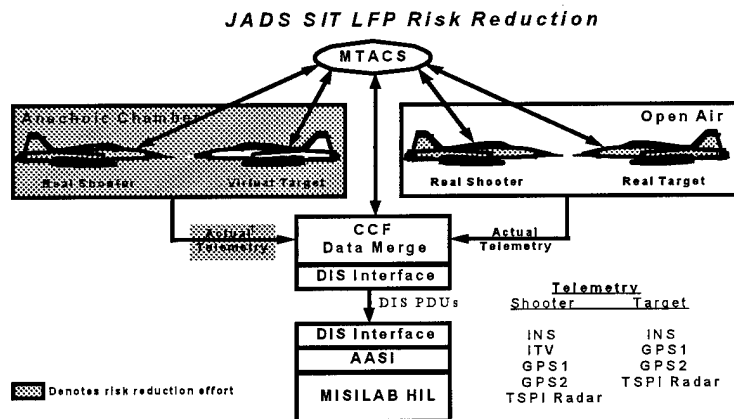 JADS SIT LFP Risk Reduction
MTACS
Anechoic Chamber
Open Air
Real Shooter
Virtual Target
Real Shooter
Real Target
Actual
Telemetry
CCF
Data Merge
DIS Interface
Actual
Telemetry
DIS PDUs
DIS Interface
AASI
MISILAB HIL
Telemetry
Shooter Target
INS INS
ITV GPS1
GPS1 GPS2
GPS2 TSPI Radar
TSPI Radar
Denotes risk reduction effort